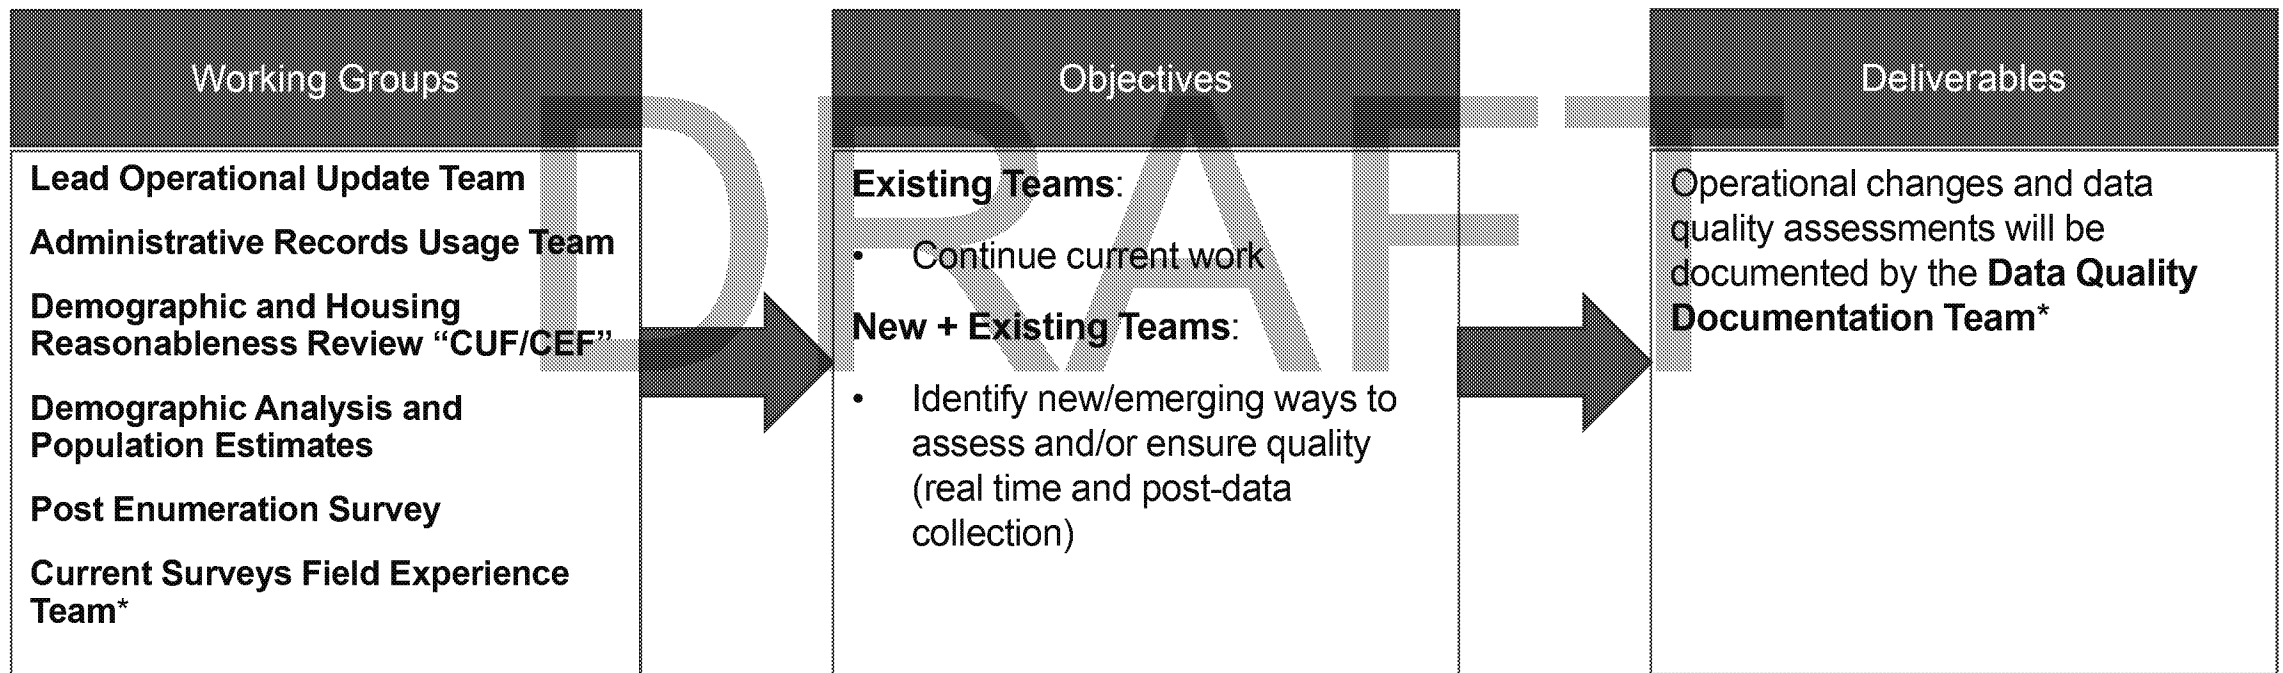 Working Groups
Lead Operational Update Team
Administrative Records Usage Team
Demographic and Housing
Reasonableness Review “CUF/CEF”
Demographic Analysis and
Population Estimates
Post Enumeration Survey
Current Surveys Field Experience
Team*
Objectives
Existing Teams:
• Continue current work
New + Existing Teams:
• Identify new/emerging ways to
assess and/or ensure quality
(real time and post-data
collection)
Deliverables
Operational changes and data
quality assessments will be
documented by the Data Quality
Documentation Team*
DRAFT